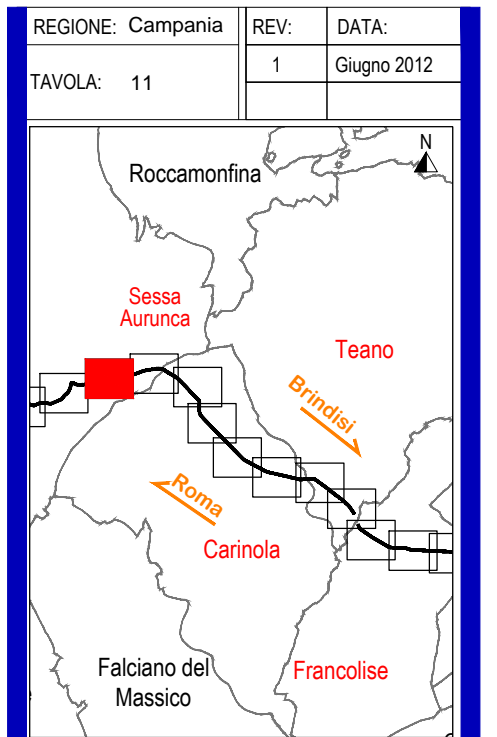 REGIONE: Campania
REV:
DATA:
TAVOLA: 11
1
Giugno 2012
N
Roccamonfina
Sessa
Aurunca
Teano
Brindisi
Roma
Carinola
Falciano del
Massico
Francolise